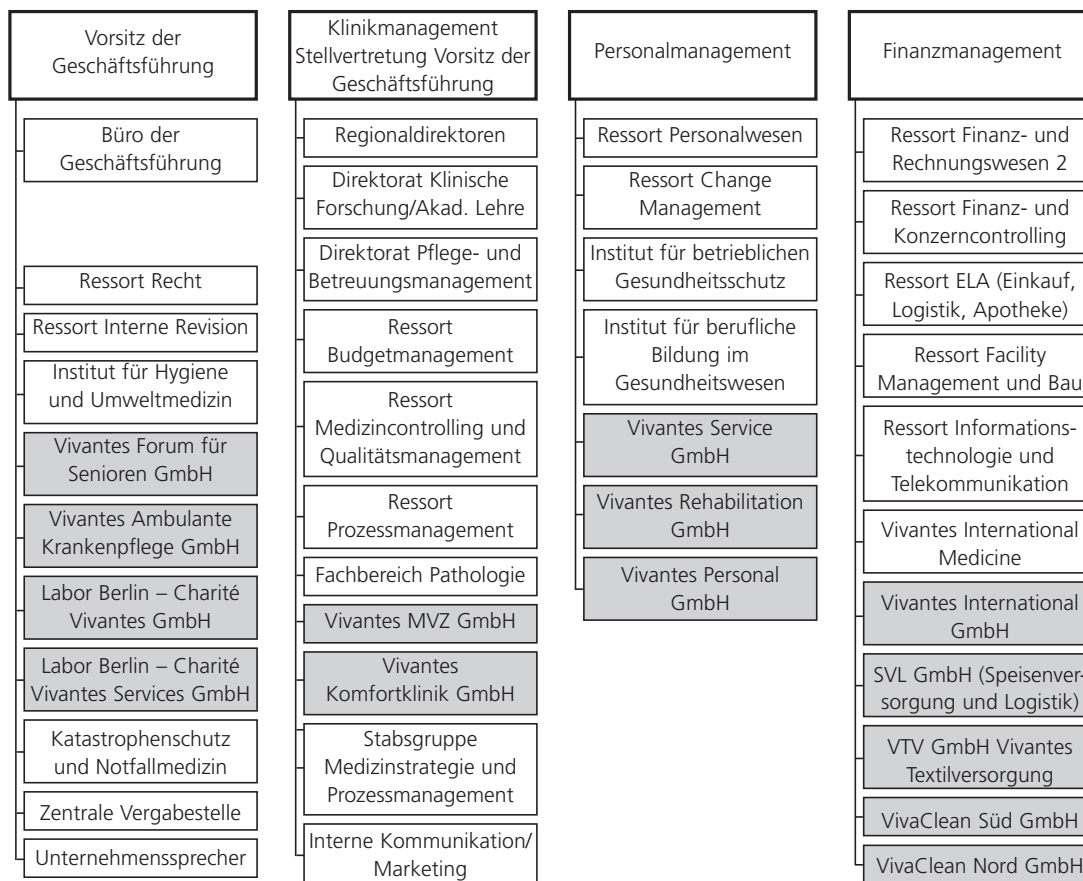 Vorsitz der
Geschäftsführung
Büro der
Geschäftsführung
Ressort Recht
Ressort Interne Revision
Institut für Hygiene
und Umweltmedizin
Vivantes Forum für
Senioren GmbH
Vivantes Ambulante
Krankenpflege GmbH
Labor Berlin – Charité
Vivantes GmbH
Labor Berlin – Charité
Vivantes Services GmbH
Katastrophenschutz
und Notfallmedizin
Zentrale Vergabestelle
Unternehmenssprecher
Klinikmanagement
Stellvertretung Vorsitz der
Geschäftsführung
Regionaldirektoren
Direktorat Klinische
Forschung/Akad. Lehre
Direktorat Pflege- und
Betreuungsmanagement
Ressort
Budgetmanagement
Ressort
Medizincontrolling und
Qualitätsmanagement
Ressort
Prozessmanagement
Fachbereich Pathologie
Vivantes MVZ GmbH
Vivantes
Komfortklinik GmbH
Stabsgruppe
Medizinstrategie und
Prozessmanagement
Interne Kommunikation/
Marketing
Personalmanagement
Ressort Personalwesen
Ressort Change
Management
Institut für betrieblichen
Gesundheitsschutz
Institut für berufliche
Bildung im
Gesundheitswesen
Vivantes Service
GmbH
Vivantes Rehabilitation
GmbH
Vivantes Personal
GmbH
Finanzmanagement
Ressort Finanz- und
Rechnungswesen 2
Ressort Finanz- und
Konzerncontrolling
Ressort ELA (Einkauf,
Logistik, Apotheke)
Ressort Facility
Management und Bau
Ressort Informations-
technologie und
Telekommunikation
Vivantes International
Medicine
Vivantes International
GmbH
SVL GmbH (Speisenver-
sorgung und Logistik)
VTV GmbH Vivantes
Textilversorgung
VivaClean Süd GmbH
VivaClean Nord GmbH